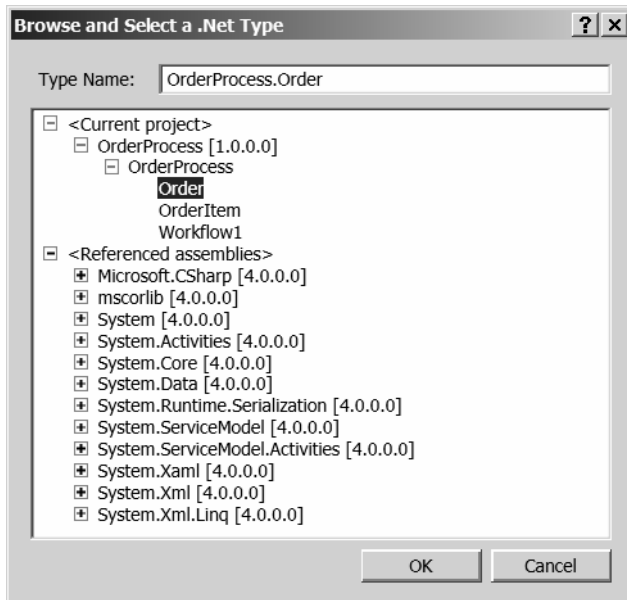 Browse and Select a .Net Type
Type Name: OrderProcess.Order
<Current project>
OrderProcess [1.0.0.0]
OrderProcess
Order
OrderItem
Workflow1
<Referenced assemblies>
Microsoft.CSharp [4.0.0.0]
mscorlib [4.0.0.0]
System [4.0.0.0]
System.Activities [4.0.0.0]
System.Core [4.0.0.0]
System.Data [4.0.0.0]
System.Runtime.Serialization [4.0.0.0]
System.ServiceModel [4.0.0.0]
System.ServiceModel.Activities [4.0.0.0]
System.Xaml [4.0.0.0]
System.Xml [4.0.0.0]
System.Xml.Linq [4.0.0.0]
OK Cancel